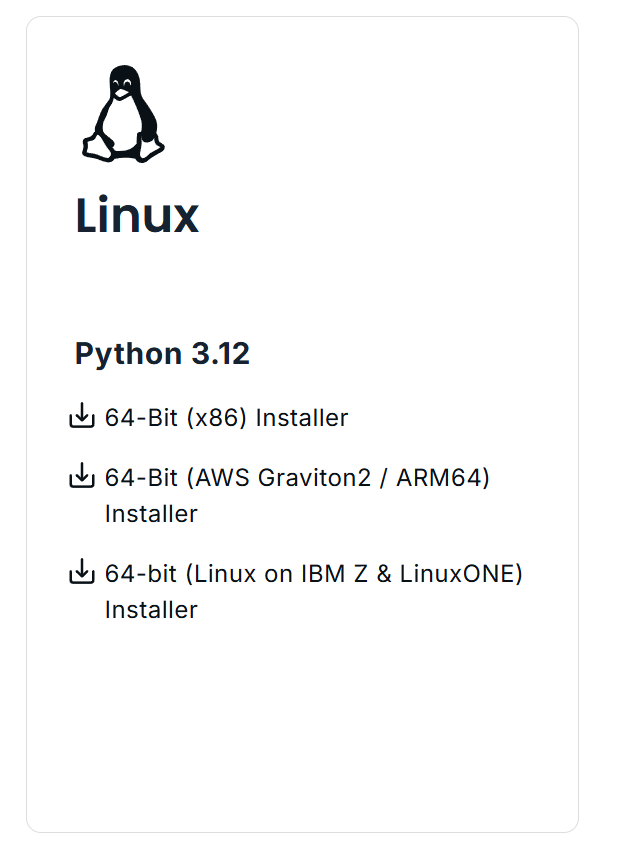 Linux
Python 3.12
64-Bit (x86) Installer
64-Bit (AWS Graviton2 / ARM64)
Installer
64-bit (Linux on IBM Z & LinuxONE)
Installer